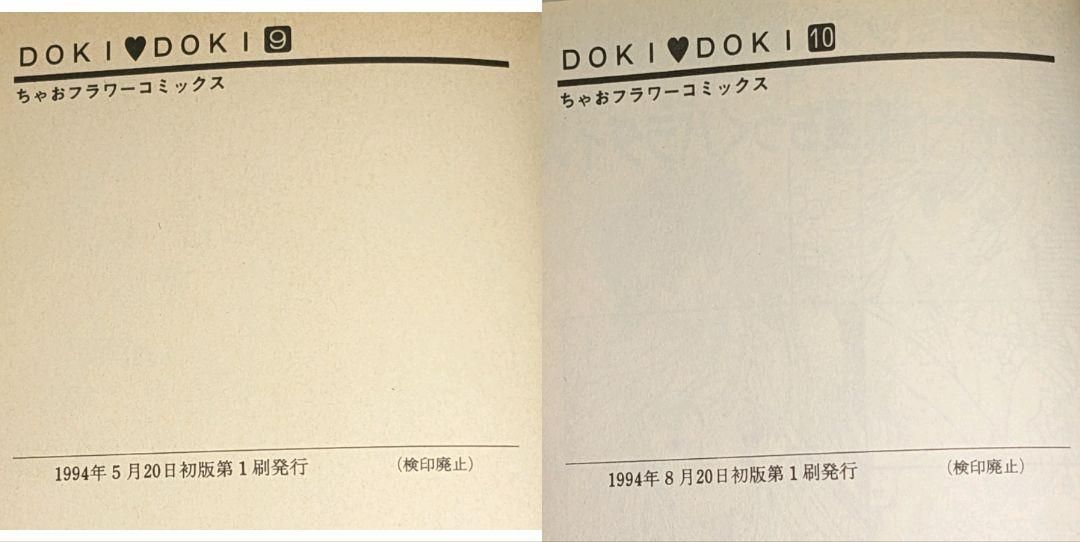 DOKI♥DOKI 9
ちゃおフラワーコミックス
1994年5月20日初版第1刷発行 (検印廃止)
DOKI♥DOKI 10
ちゃおフラワーコミックス
1994年8月20日初版第1刷発行 (検印廃止)